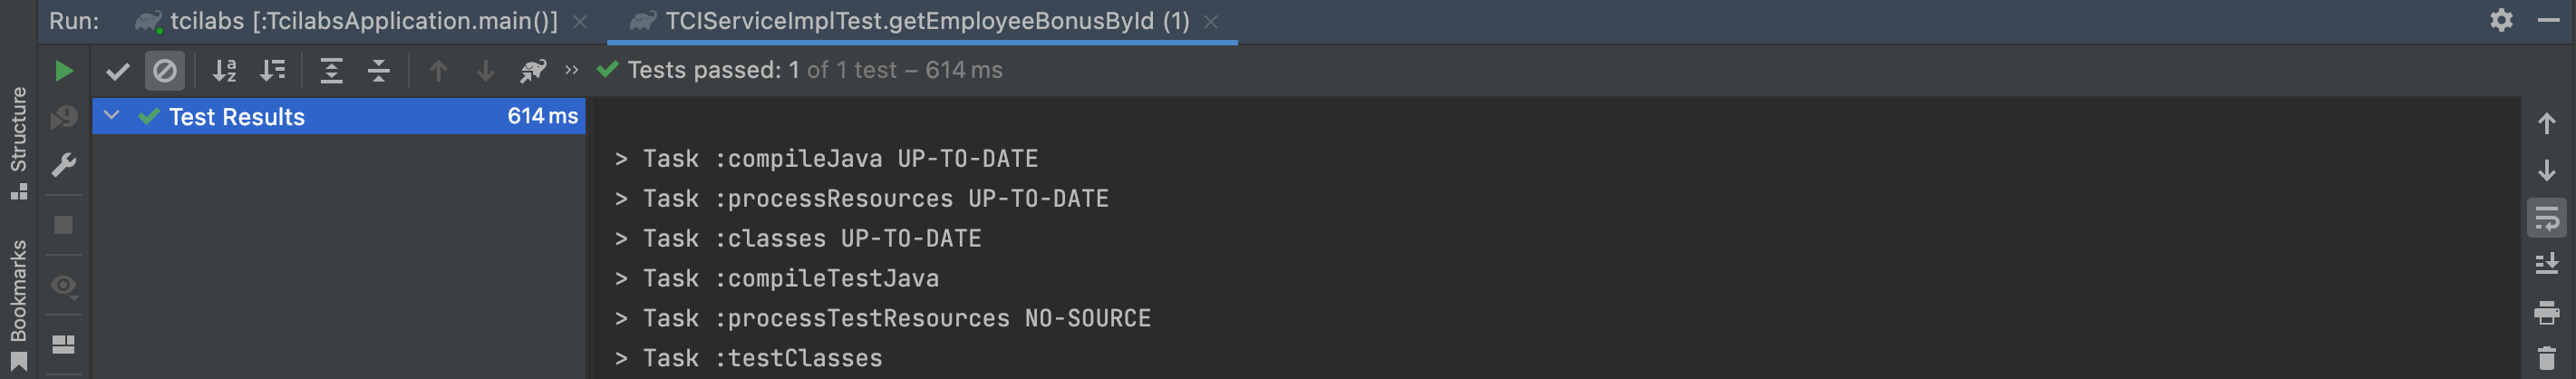 Run: tcilabs [:TcilabsApplication.main()] TCIServiceImplTest.getEmployeeBonusById (1)
Tests passed: 1 of 1 test – 614 ms
Test Results 614 ms
> Task :compileJava UP-TO-DATE
> Task :processResources UP-TO-DATE
> Task :classes UP-TO-DATE
> Task :compileTestJava
> Task :processTestResources NO-SOURCE
> Task :testClasses
Structure
Bookmarks